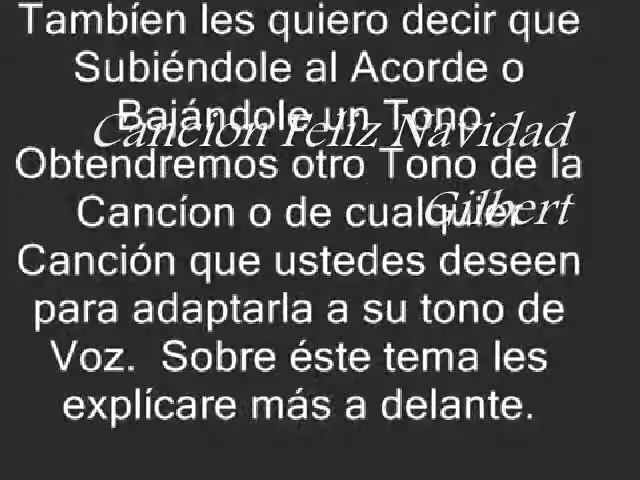 Tambíen les quiero decir que
Subiéndole al Acorde o
Bajándole un Tono
Canción Feliz Navidad
Obtendremos otro Tono de la
Cancíon o de cualquier
Gilbert
Canción que ustedes deseen
para adaptarla a su tono de
Voz. Sobre éste tema les
explícare más a delante.